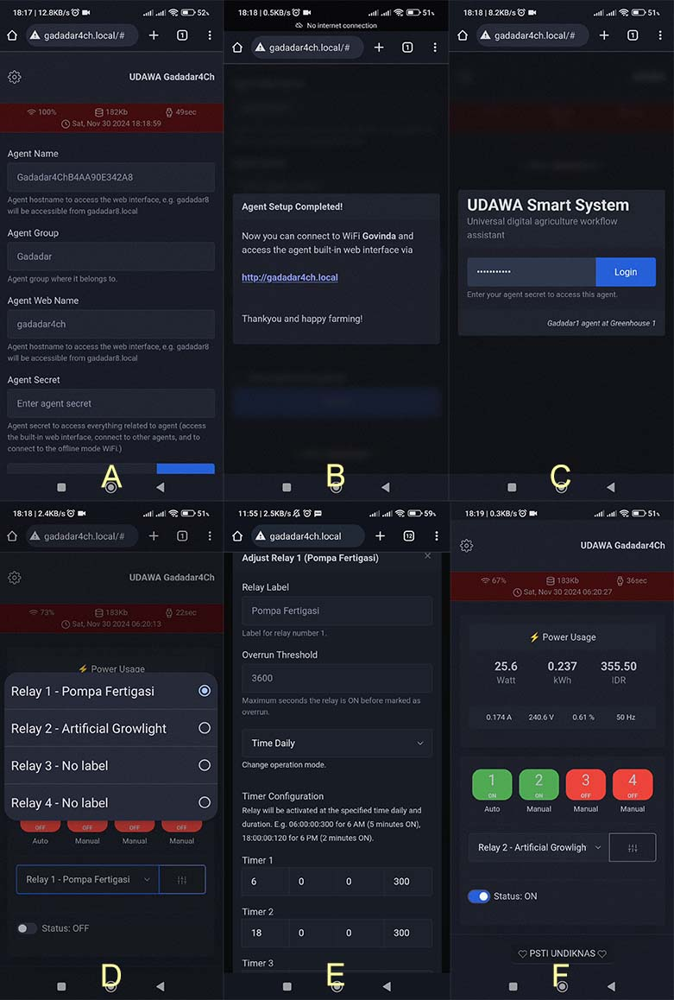 18:17 | 12.8KB/s 52%
gadadar4ch.local/# 1
UDAWA Gadadar4Ch
100% 182Kb 49sec
Sat, Nov 30 2024 18:18:59
Agent Name
Gadadar4ChB4AA90E342A8
Agent hostname to access the web interface, e.g. gadadar8
will be accessible from gadadar8.local
Agent Group
Gadadar
Agent group where it belongs to.
Agent Web Name
gadadar4ch
Agent hostname to access the web interface, e.g. gadadar8
will be accessible from gadadar8.local
Agent Secret
Enter agent secret
Agent secret to access everything related to agent (access
the built-in web interface, connect to other agents, and to
connect to the offline mode WiFi.)
A
18:18 | 0.5KB/s 51%
No internet connection
gadadar4ch.local/# 1
Agent Setup Completed!
Now you can connect to WiFi Govinda and
access the agent built-in web interface via
http://gadadar4ch.local
Thankyou and happy farming!
B
18:18 | 8.2KB/s 51%
gadadar4ch.local/# 1
UDAWA Smart System
Universal digital agriculture workflow
assistant
Login
Enter your agent secret to access this agent.
Gadadar1 agent at Greenhouse 1
C
18:18 | 2.4KB/s 51%
gadadar4ch.local/# 1
UDAWA Gadadar4Ch
73% 183Kb 22sec
Sat, Nov 30 2024 06:20:13
Power Usage
Relay 1 - Pompa Fertigasi
Relay 2 - Artificial Growlight
Relay 3 - No label
Relay 4 - No label
OFF OFF OFF OFF
Auto Manual Manual Manual
Relay 1 - Pompa Fertigasi
Status: OFF
D
11:55 | 2.5KB/s 59%
gadadar4ch.local 12
Adjust Relay 1 (Pompa Fertigasi)
Relay Label
Pompa Fertigasi
Label for relay number 1.
Overrun Threshold
3600
Maximum seconds the relay is ON before marked as
overrun.
Time Daily
Change operation mode.
Timer Configuration
Relay will be activated at the specified time daily and
duration. E.g. 06:00:00:300 for 6 AM (5 minutes ON),
18:00:00:120 for 6 PM (2 minutes ON).
Timer 1
6 0 0 300
Timer 2
18 0 0 300
Timer 3
E
18:19 | 0.3KB/s 51%
UDAWA Gadadar4Ch
67% 183Kb 36sec
Sat, Nov 30 2024 06:20:27
Power Usage
25.6 0.237 355.50
Watt kWh IDR
0.174 A 240.6 V 0.61 % 50 Hz
1 2 3 4
ON ON OFF OFF
Auto Manual Manual Manual
Relay 2 - Artificial Growligh
Status: ON
PSTI UNDIKNAS
F